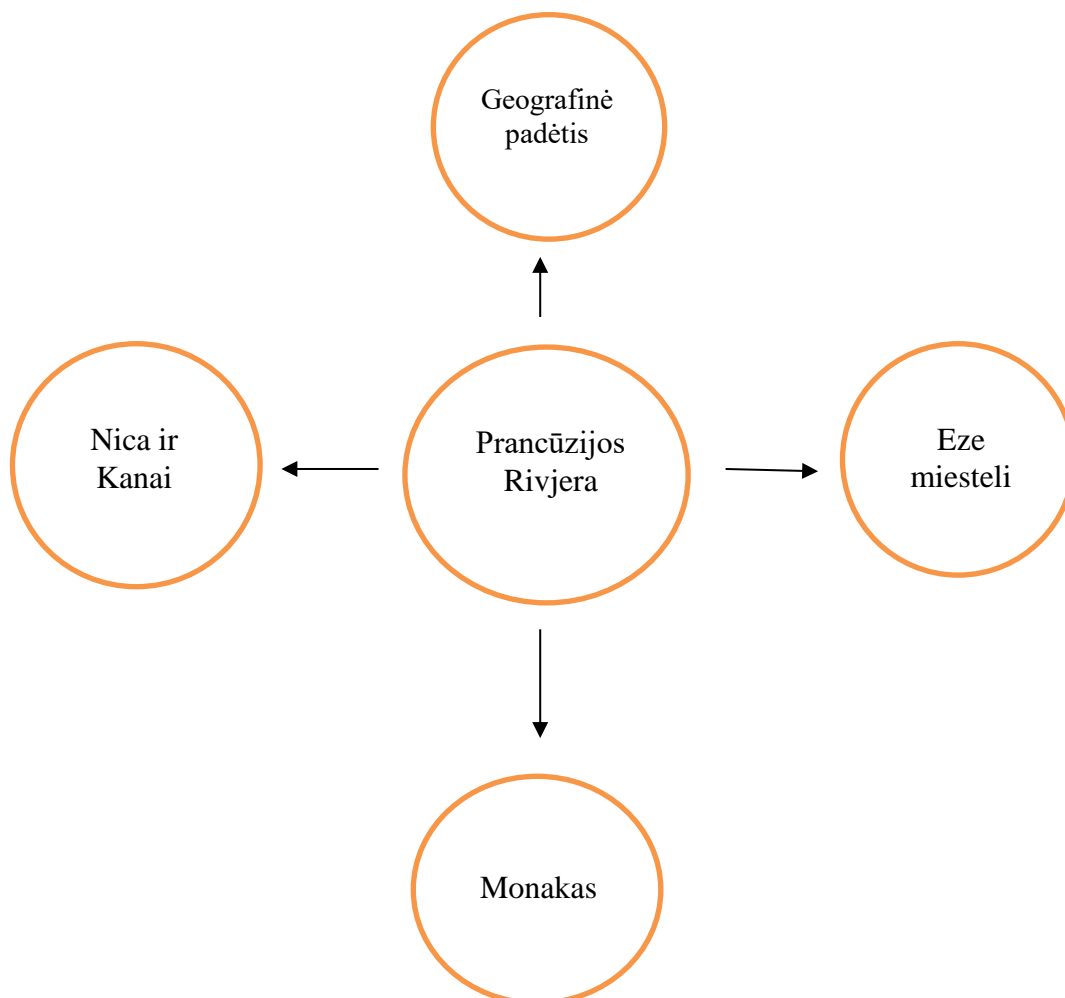 Geografinė
padėtis
Nica ir
Kanai
Prancūzijos
Rivjera
Eze
miesteli
Monakas